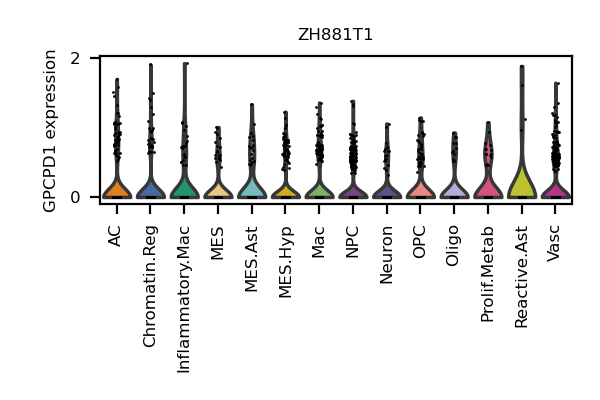 ZH881T1
GPCPD1 expression
2
0
AC
Chromatin.Reg
Inflammatory.Mac
MES
MES.Ast
MES.Hyp
Mac
NPC
Neuron
OPC
Oligo
Prolif.Metab
Reactive.Ast
Vasc